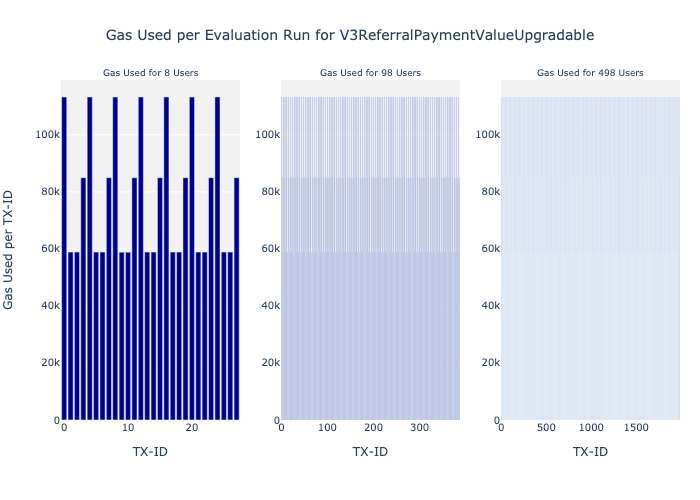 Gas Used per Evaluation Run for V3ReferralPaymentValueUpgradable
Gas Used for 8 Users
Gas Used for 98 Users
Gas Used for 498 Users
Gas Used per TX-ID
100k
80k
60k
40k
20k
0
0 10 20
TX-ID
100k
80k
60k
40k
20k
0
0 100 200 300
TX-ID
100k
80k
60k
40k
20k
0
0 500 1000 1500
TX-ID